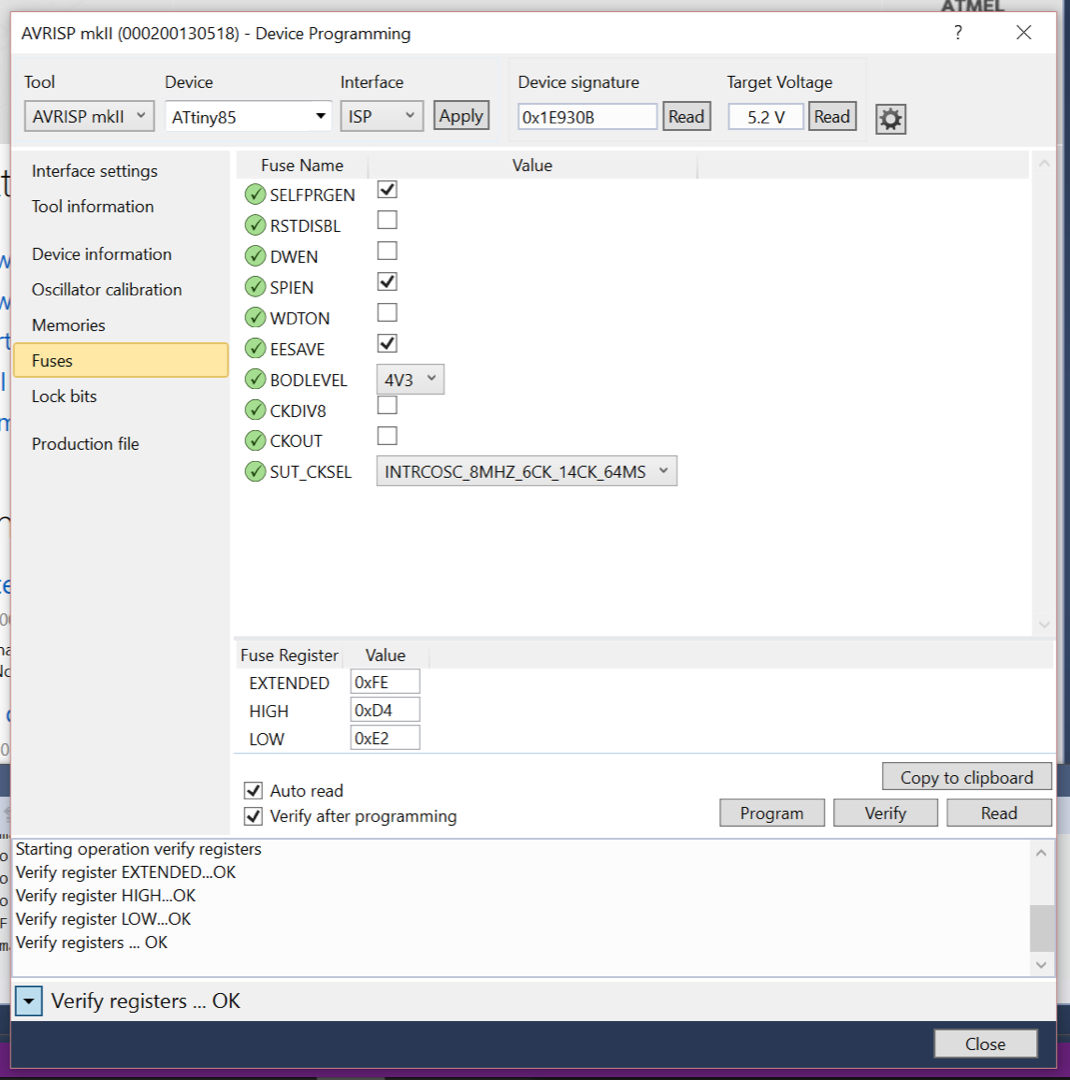 ATMEL
AVRISP mkII (000200130518) - Device Programming
?
Tool Device Interface Device signature Target Voltage
AVRISP mkII ATtiny85 ISP Apply 0x1E930B Read 5.2 V Read
Interface settings
Tool information
Device information
Oscillator calibration
Memories
Fuses
Lock bits
Production file
Fuse Name Value
SELFPRGEN
RSTDISBL
DWEN
SPIEN
WDTON
EESAVE
BODLEVEL 4V3
CKDIV8
CKOUT
SUT_CKSEL INTRCOSC_8MHZ_6CK_14CK_64MS
Fuse Register Value
EXTENDED 0xFE
HIGH 0xD4
LOW 0xE2
Auto read
Verify after programming
Copy to clipboard
Program Verify Read
Starting operation verify registers
Verify register EXTENDED...OK
Verify register HIGH...OK
Verify register LOW...OK
Verify registers ... OK
Verify registers ... OK
Close